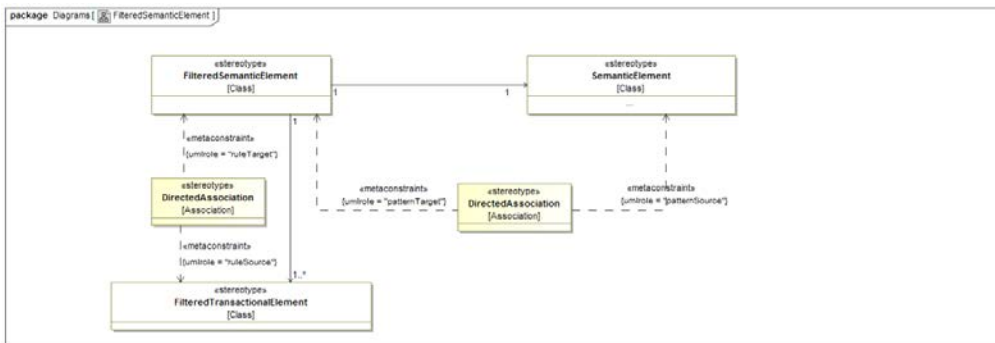 package Diagrams [ FilteredSemanticElement ]
«stereotype»
FilteredSemanticElement
[Class]
«stereotype»
SemanticElement
[Class]
...
1
1
1
«metaconstraint»
{umlrole = "ruleTarget"}
«stereotype»
DirectedAssociation
[Association]
«metaconstraint»
{umlrole = "patternTarget"}
«stereotype»
DirectedAssociation
[Association]
«metaconstraint»
{umlrole = "patternSource"}
«metaconstraint»
{umlrole = "ruleSource"}
1..*
«stereotype»
FilteredTransactionalElement
[Class]